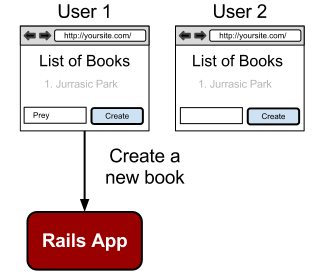 User 1
User 2
http://yoursite.com/
http://yoursite.com/
List of Books
List of Books
1. Jurrasic Park
1. Jurrasic Park
Prey
Create
Create
Create a
new book
Rails App